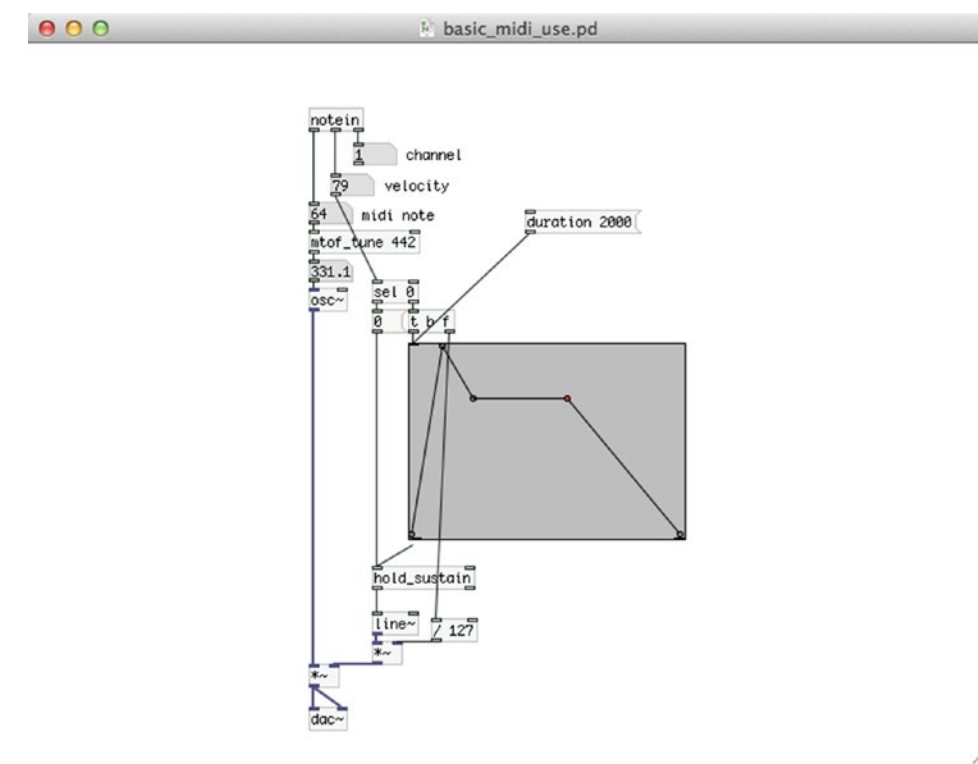 basic_midi_use.pd
notein
1 channel
79 velocity
64 midi note
duration 2000
mtof_tune 442
331.1
sel 0
osc~
0 t b f
hold_sustain
line~
/ 127
*~
*~
dac~